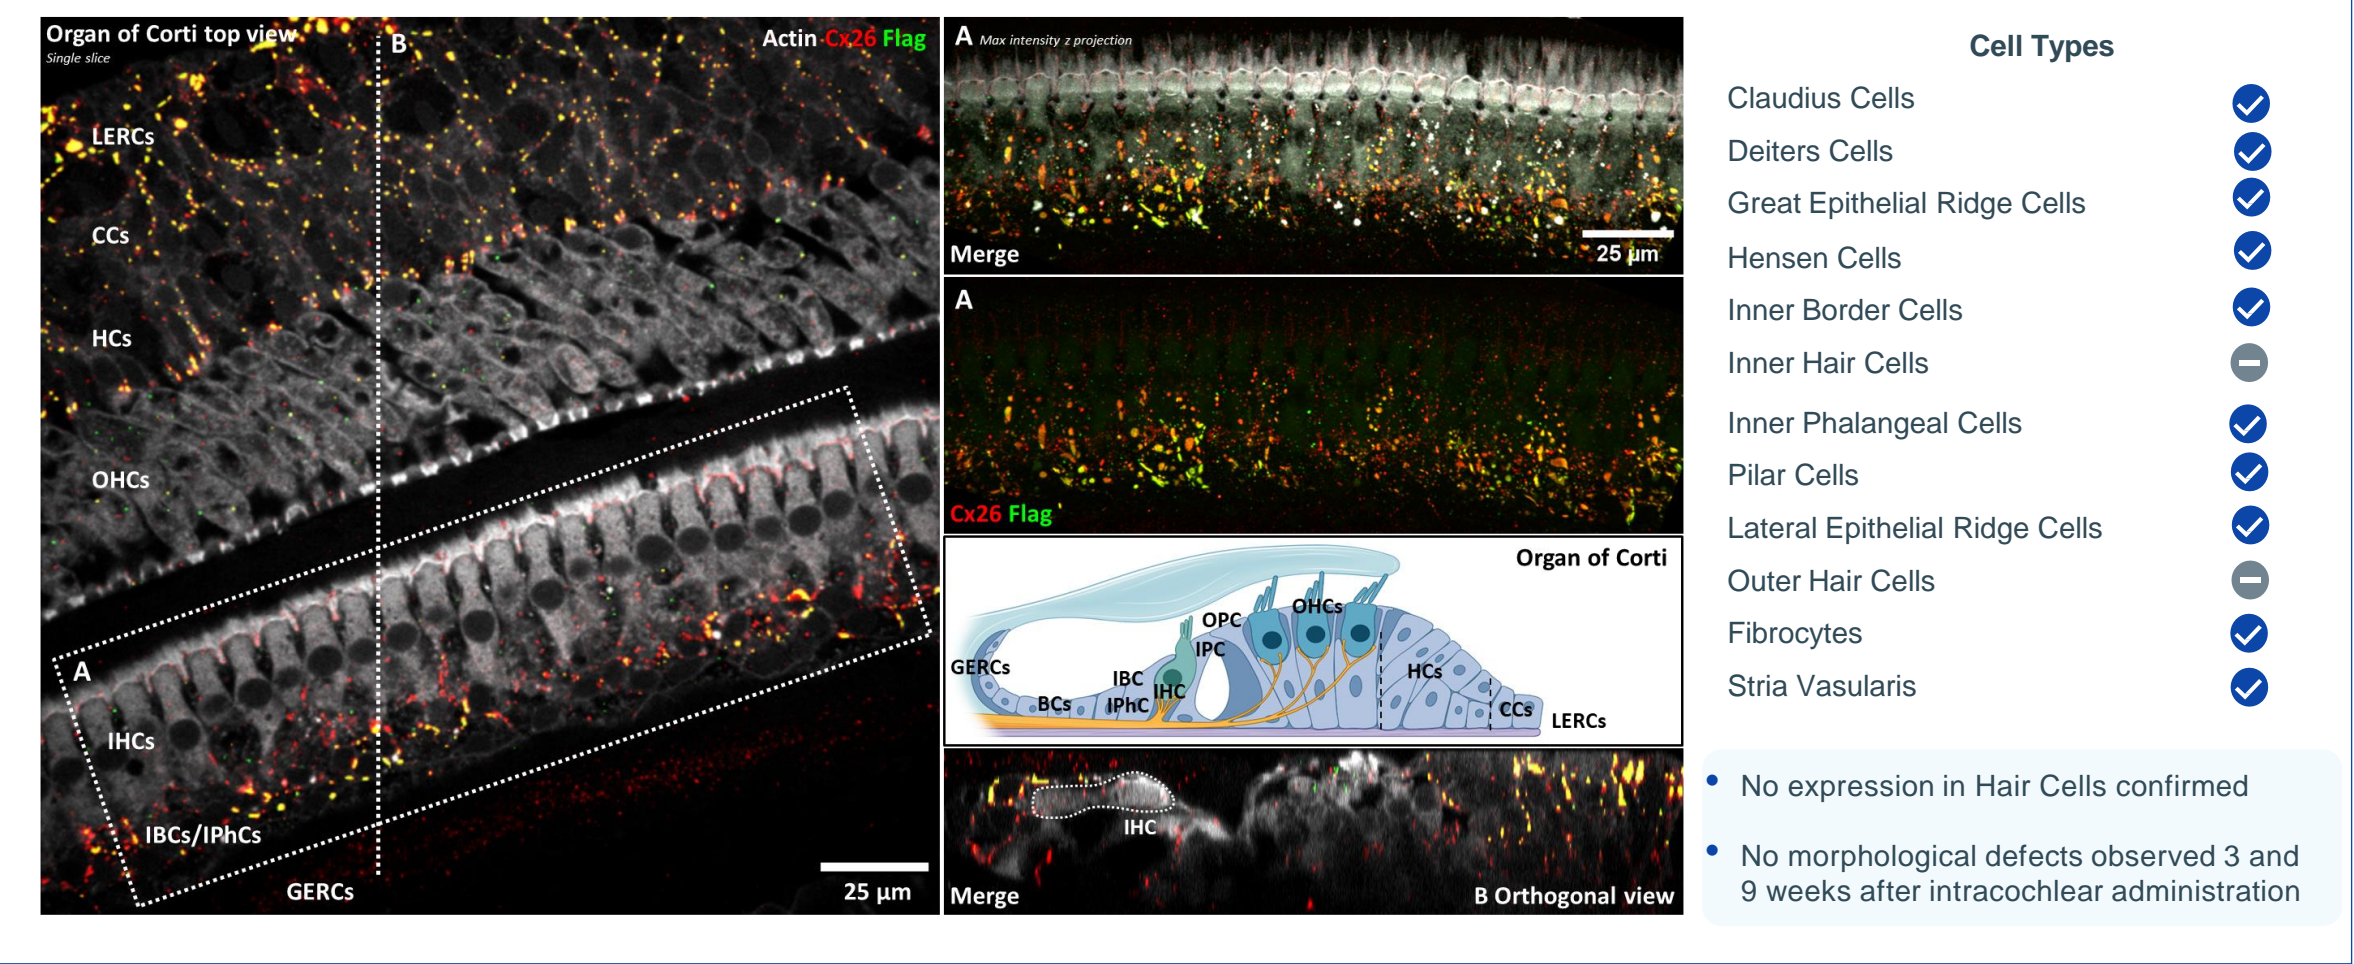 Organ of Corti top view
Single slice
B
Actin Cx26 Flag
LERCs
CCs
HCs
OHCs
A
IHCs
IBCs/IPhCs
GERCs
25 µm
A Max intensity z projection
Merge
25 µm
A
Cx26 Flag
Organ of Corti
OPC
OHCs
IPC
GERCs
IBC
HCs
IHC
BCs
IPhC
CCs
LERCs
IHC
Merge
B Orthogonal view
Cell Types
Claudius Cells
Deiters Cells
Great Epithelial Ridge Cells
Hensen Cells
Inner Border Cells
Inner Hair Cells
Inner Phalangeal Cells
Pilar Cells
Lateral Epithelial Ridge Cells
Outer Hair Cells
Fibrocytes
Stria Vasularis
• No expression in Hair Cells confirmed
• No morphological defects observed 3 and
9 weeks after intracochlear administration